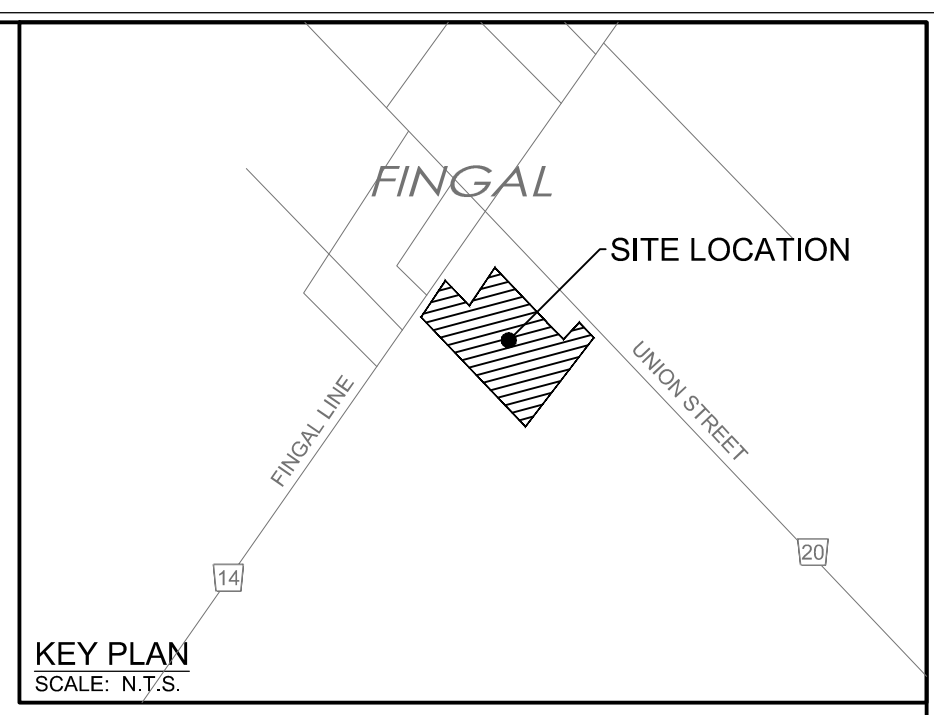 FINGAL
SITE LOCATION
UNION STREET
FINGAL LINE
20
14
KEY PLAN
SCALE: N.T.S.